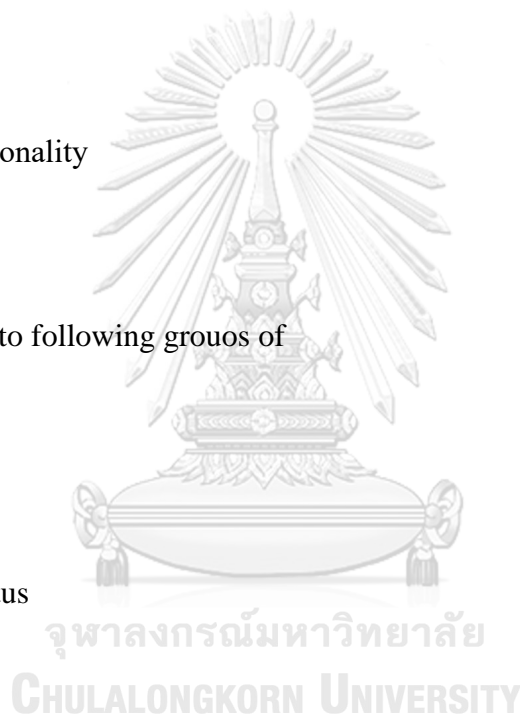 onality
to following grouos of
tus
จุฬาลงกรณ์มหาวิทยาลัย
CHULALONGKORN UNIVERSITY